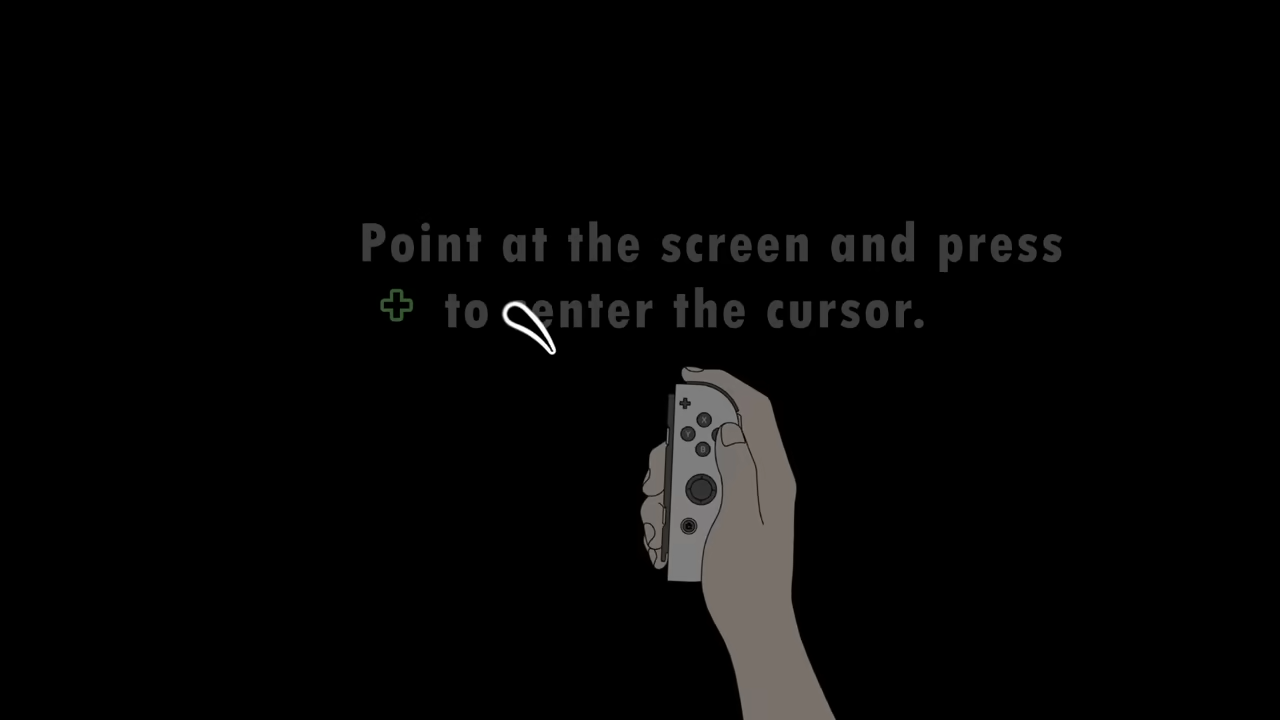 Point at the screen and press
to center the cursor.
X
Y
B